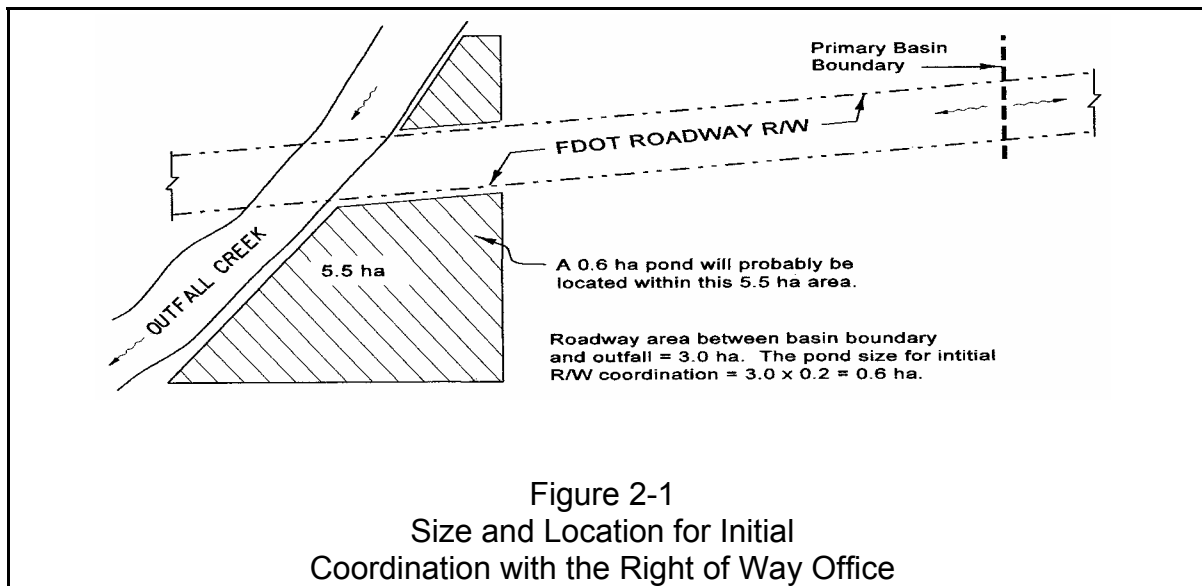 Primary Basin
Boundary
FDOT ROADWAY R/W
OUTFALL CREEK
5.5 ha
A 0.6 ha pond will probably be
located within this 5.5 ha area.
Roadway area between basin boundary
and outfall = 3.0 ha. The pond size for intitial
R/W coordination = 3.0 x 0.2 = 0.6 ha.
Figure 2-1
Size and Location for Initial
Coordination with the Right of Way Office